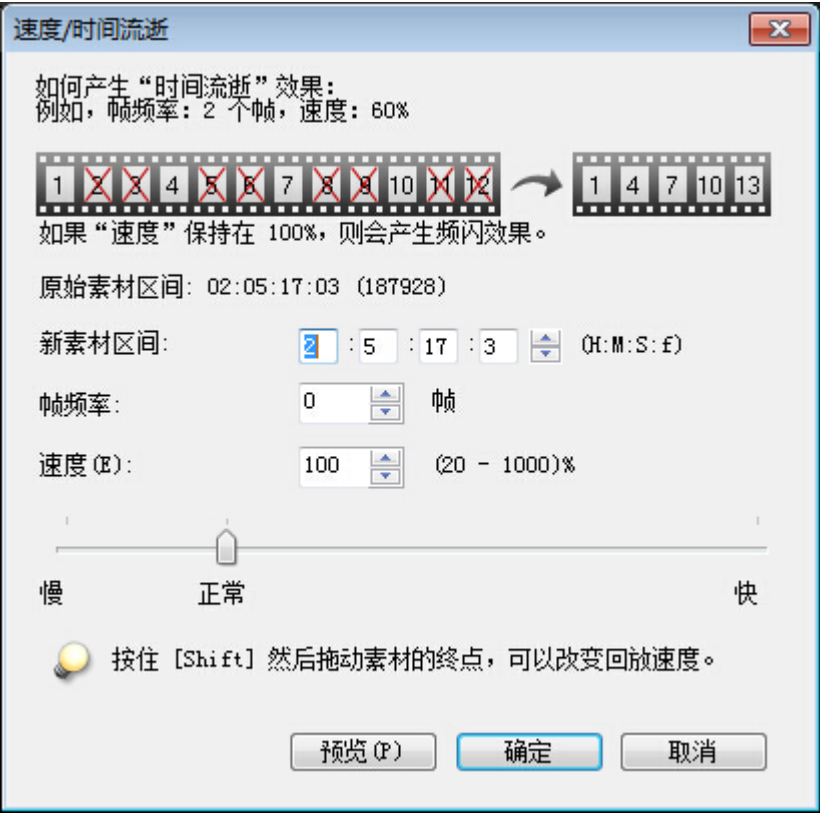 速度/时间流逝
如何产生“时间流逝”效果：
例如，帧频率：2 个帧，速度：60%
1 2 3 4 5 6 7 8 9 10 11 12 1 4 7 10 13
如果“速度”保持在 100%，则会产生频闪效果。
原始素材区间: 02:05:17:03 (187928)
新素材区间: 2 : 5 : 17 : 3 (H:M:S:f)
帧频率: 0 帧
速度(E): 100 (20 - 1000)%
慢 正常 快
按住 [Shift] 然后拖动素材的终点，可以改变回放速度。
预览(P) 确定 取消